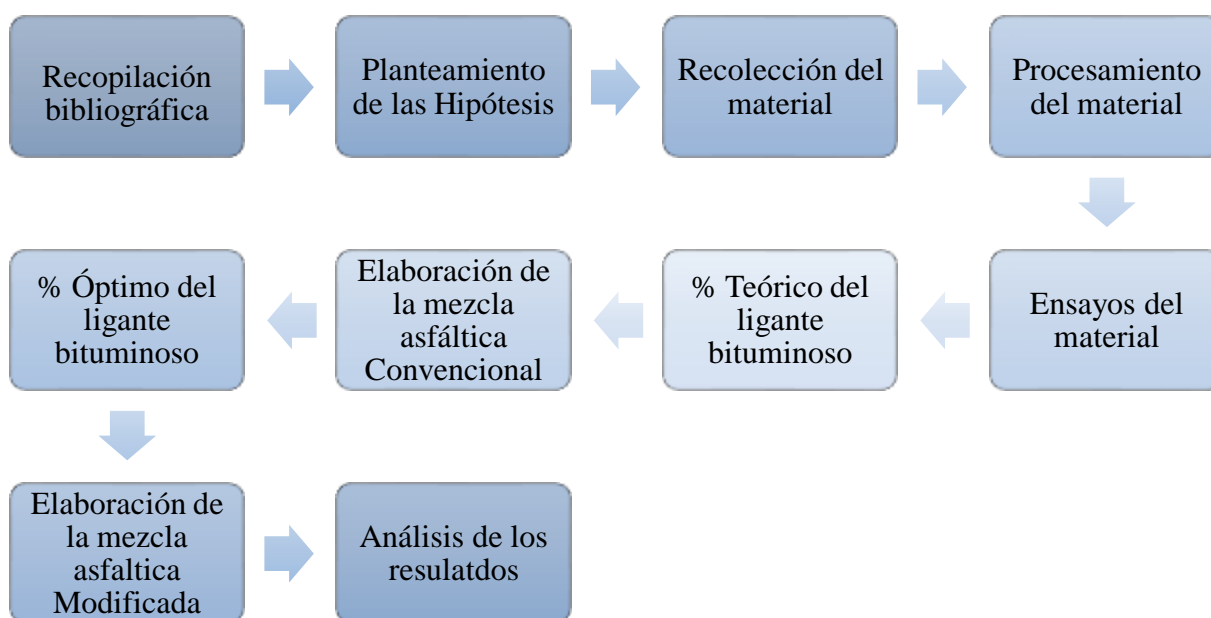 Recopilación
bibliográfica
Planteamiento
de las Hipótesis
Recolección del
material
Procesamiento
del material
Ensayos del
material
% Teórico del
ligante
bituminoso
Elaboración de
la mezcla
asfáltica
Convencional
% Óptimo del
ligante
bituminoso
Elaboración de
la mezcla
asfaltica
Modificada
Análisis de los
resulatdos